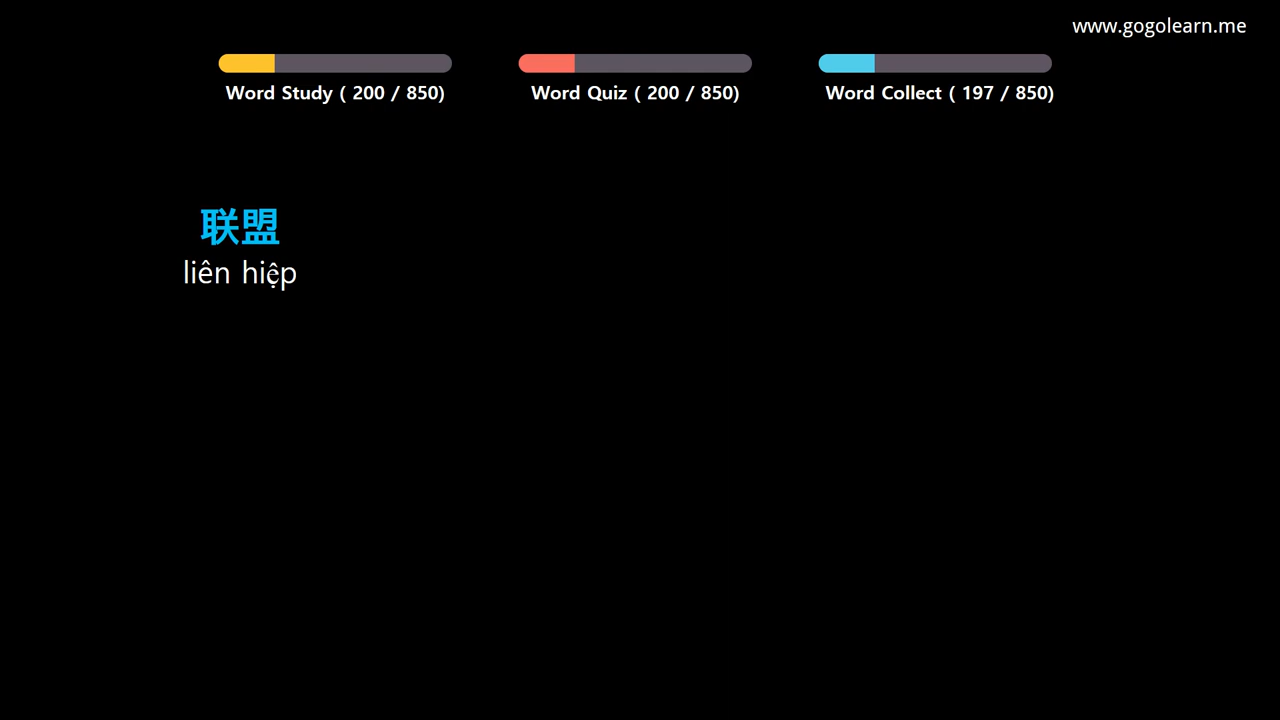 www.gogolearn.me
Word Study ( 200 / 850)
Word Quiz ( 200 / 850)
Word Collect ( 197 / 850)
联盟
liên hiệp